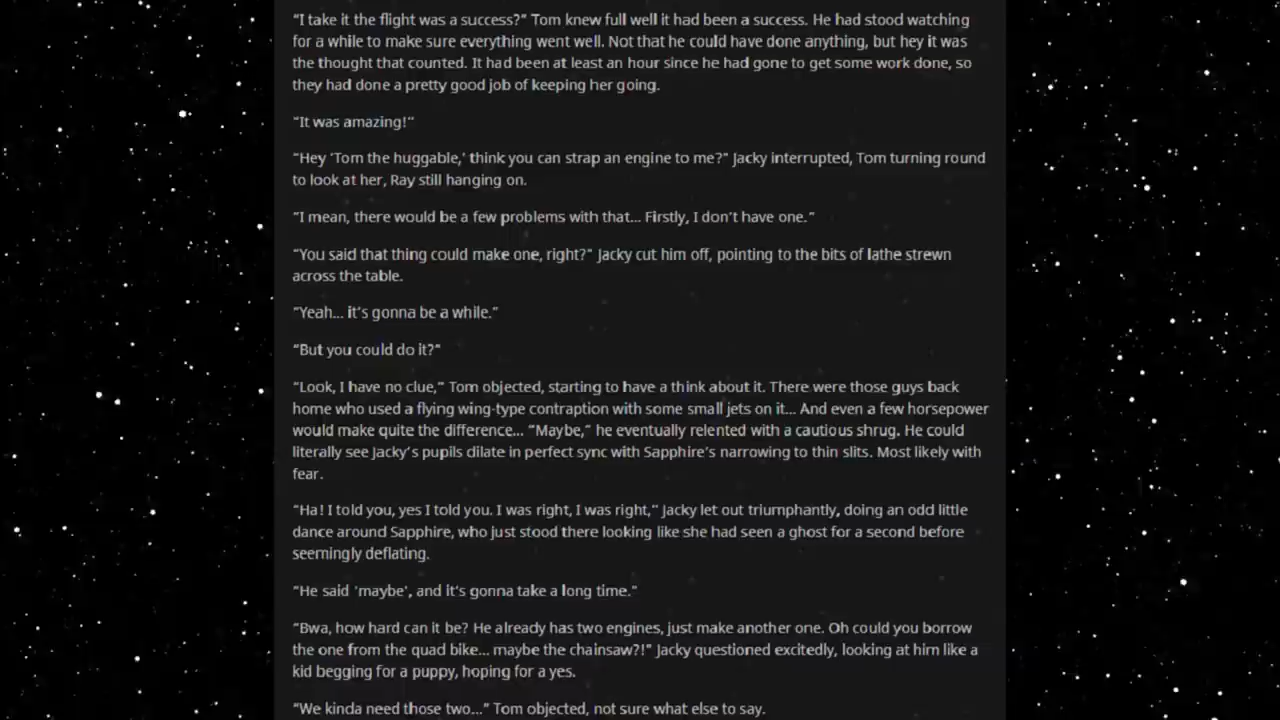 “I take it the flight was a success?” Tom knew full well it had been a success. He had stood watching
for a while to make sure everything went well. Not that he could have done anything, but hey it was
the thought that counted. It had been at least an hour since he had gone to get some work done, so
they had done a pretty good job of keeping her going.
“It was amazing!”
“Hey ‘Tom the huggable,’ think you can strap an engine to me?” Jacky interrupted, Tom turning round
to look at her, Ray still hanging on.
“I mean, there would be a few problems with that... Firstly, I don’t have one.”
“You said that thing could make one, right?” Jacky cut him off, pointing to the bits of lathe strewn
across the table.
“Yeah... it’s gonna be a while.”
“But you could do it?”
“Look, I have no clue,” Tom objected, starting to have a think about it. There were those guys back
home who used a flying wing-type contraption with some small jets on it... And even a few horsepower
would make quite the difference... “Maybe,” he eventually relented with a cautious shrug. He could
literally see Jacky’s pupils dilate in perfect sync with Sapphire’s narrowing to thin slits. Most likely with
fear.
“Ha! I told you, yes I told you. I was right, I was right,” Jacky let out triumphantly, doing an odd little
dance around Sapphire, who just stood there looking like she had seen a ghost for a second before
seemingly deflating.
“He said ‘maybe’, and it’s gonna take a long time.”
“Bwa, how hard can it be? He already has two engines, just make another one. Oh could you borrow
the one from the quad bike... maybe the chainsaw?!” Jacky questioned excitedly, looking at him like a
kid begging for a puppy, hoping for a yes.
“We kinda need those two...” Tom objected, not sure what else to say.